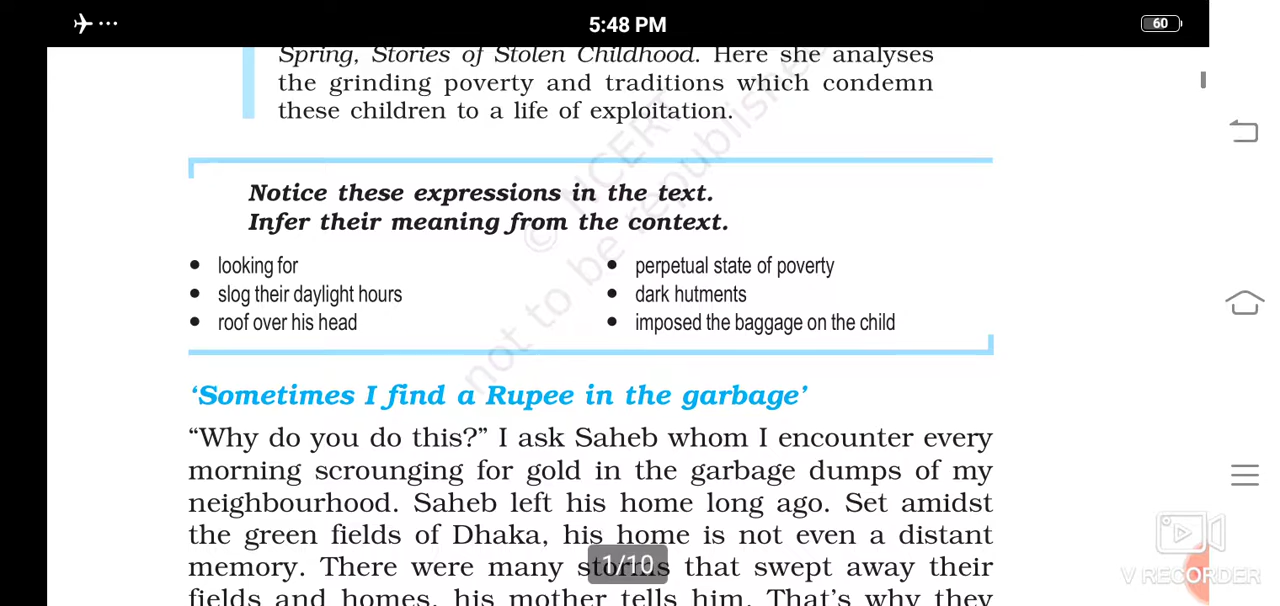 5:48 PM
60
Spring, Stories of Stolen Childhood. Here she analyses
the grinding poverty and traditions which condemn
these children to a life of exploitation.
© NCERT
not to be republishe
Notice these expressions in the text.
Infer their meaning from the context.
• looking for
• slog their daylight hours
• roof over his head
• perpetual state of poverty
• dark hutments
• imposed the baggage on the child
‘Sometimes I find a Rupee in the garbage’
“Why do you do this?” I ask Saheb whom I encounter every
morning scrounging for gold in the garbage dumps of my
neighbourhood. Saheb left his home long ago. Set amidst
the green fields of Dhaka, his home is not even a distant
memory. There were many storms that swept away their
fields and homes, his mother tells him. That’s why they
1/10
V RECORDER